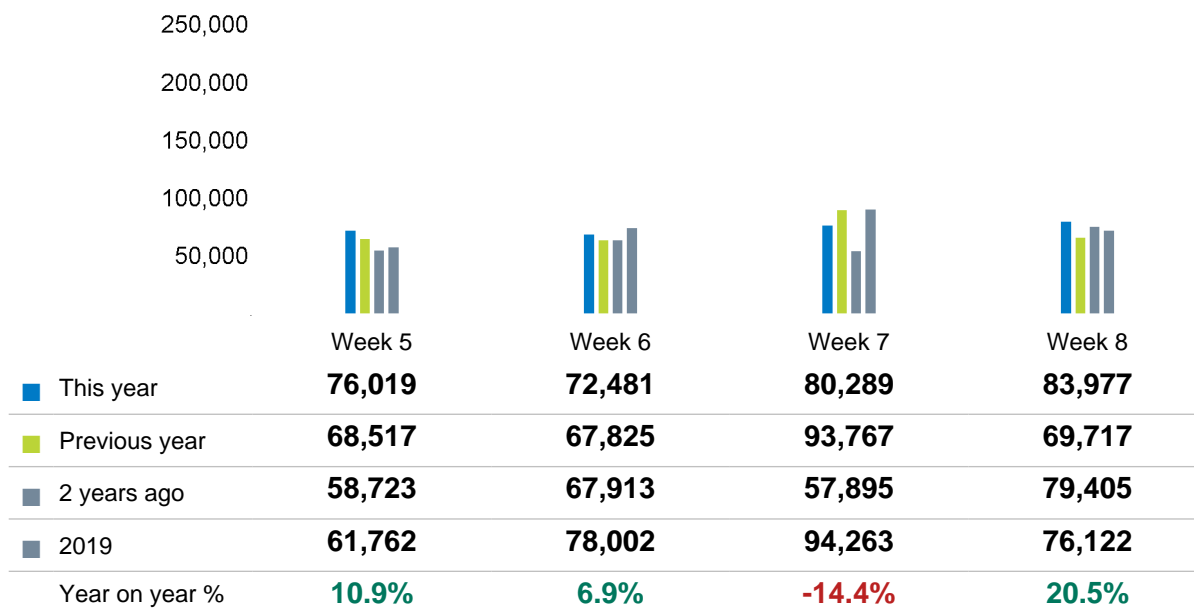 250,000
200,000
150,000
100,000
50,000
Week 5 Week 6 Week 7 Week 8
This year 76,019 72,481 80,289 83,977
Previous year 68,517 67,825 93,767 69,717
2 years ago 58,723 67,913 57,895 79,405
2019 61,762 78,002 94,263 76,122
Year on year % 10.9% 6.9% -14.4% 20.5%